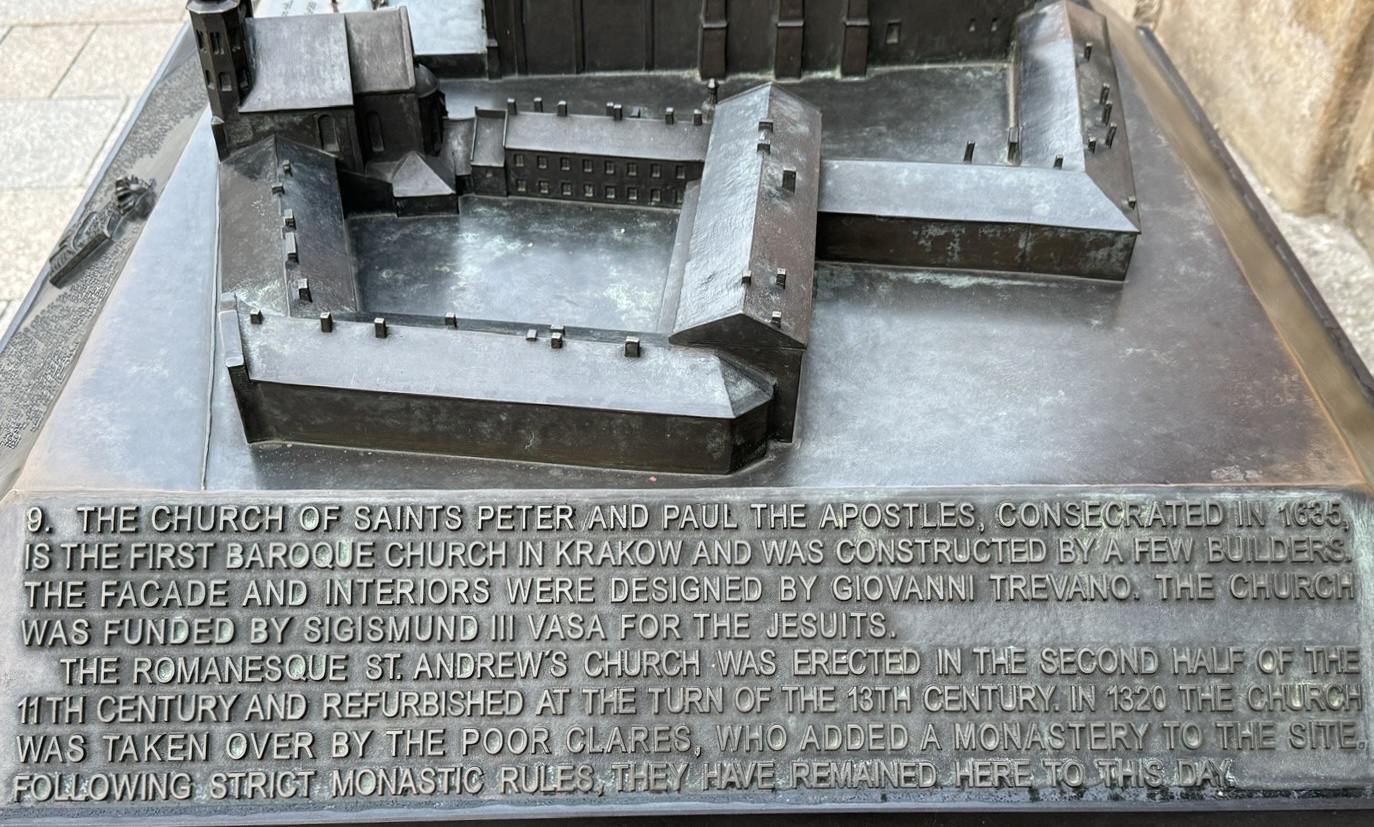 9. THE CHURCH OF SAINTS PETER AND PAUL THE APOSTLES, CONSECRATED IN 1635,
IS THE FIRST BAROQUE CHURCH IN KRAKOW AND WAS CONSTRUCTED BY A FEW BUILDERS.
THE FACADE AND INTERIORS WERE DESIGNED BY GIOVANNI TREVANO. THE CHURCH
WAS FUNDED BY SIGISMUND III VASA FOR THE JESUITS.
THE ROMANESQUE ST. ANDREW´S CHURCH WAS ERECTED IN THE SECOND HALF OF THE
11TH CENTURY AND REFURBISHED AT THE TURN OF THE 13TH CENTURY. IN 1320 THE CHURCH
WAS TAKEN OVER BY THE POOR CLARES, WHO ADDED A MONASTERY TO THE SITE.
FOLLOWING STRICT MONASTIC RULES, THEY HAVE REMAINED HERE TO THIS DAY.